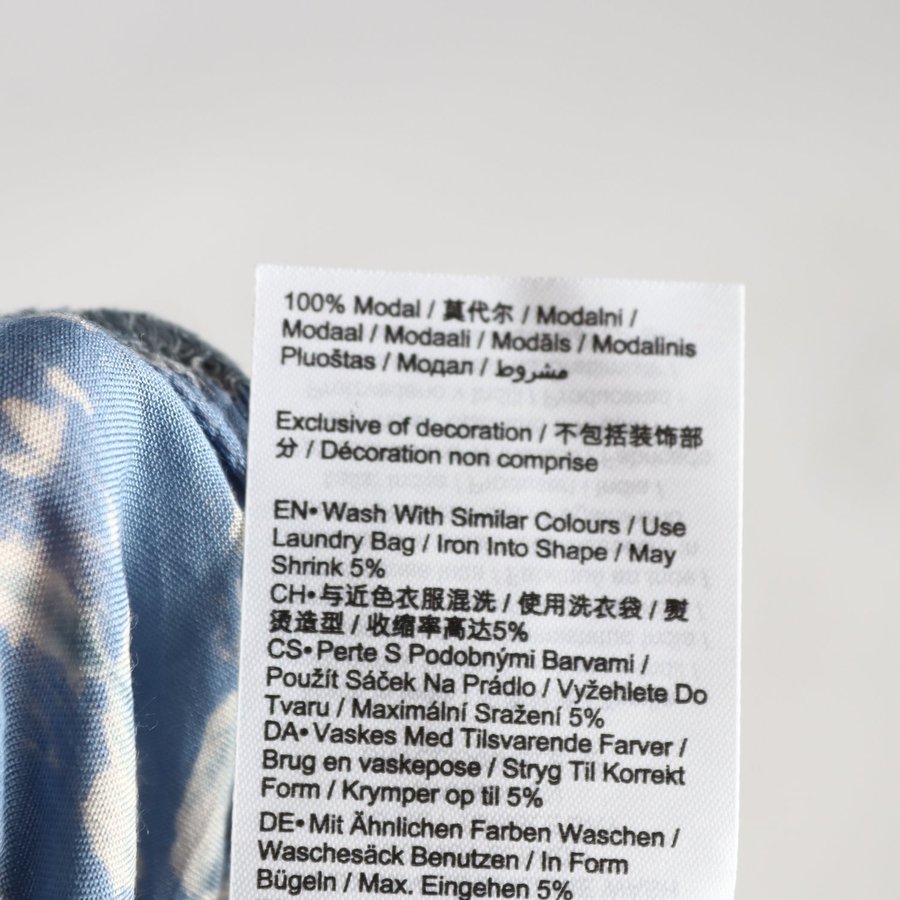 100% Modal / 莫代尔 / Modalni /
Modaal / Modaali / Modāls / Modalinis
Pluoštas / Модал / مشروط
Exclusive of decoration / 不包括装饰部
分 / Décoration non comprise
EN• Wash With Similar Colours / Use
Laundry Bag / Iron Into Shape / May
Shrink 5%
CH• 与近色衣服混洗 / 使用洗衣袋 / 熨
烫造型 / 收缩率高达5%
CS• Perte S Podobnými Barvami /
Použít Sáček Na Prádlo / Vyžehlete Do
Tvaru / Maximální Sražení 5%
DA• Vaskes Med Tilsvarende Farver /
Brug en vaskepose / Stryg Til Korrekt
Form / Krymper op til 5%
DE• Mit Ähnlichen Farben Waschen /
Waschesäck Benutzen / In Form
Bügeln / Max. Eingehen 5%